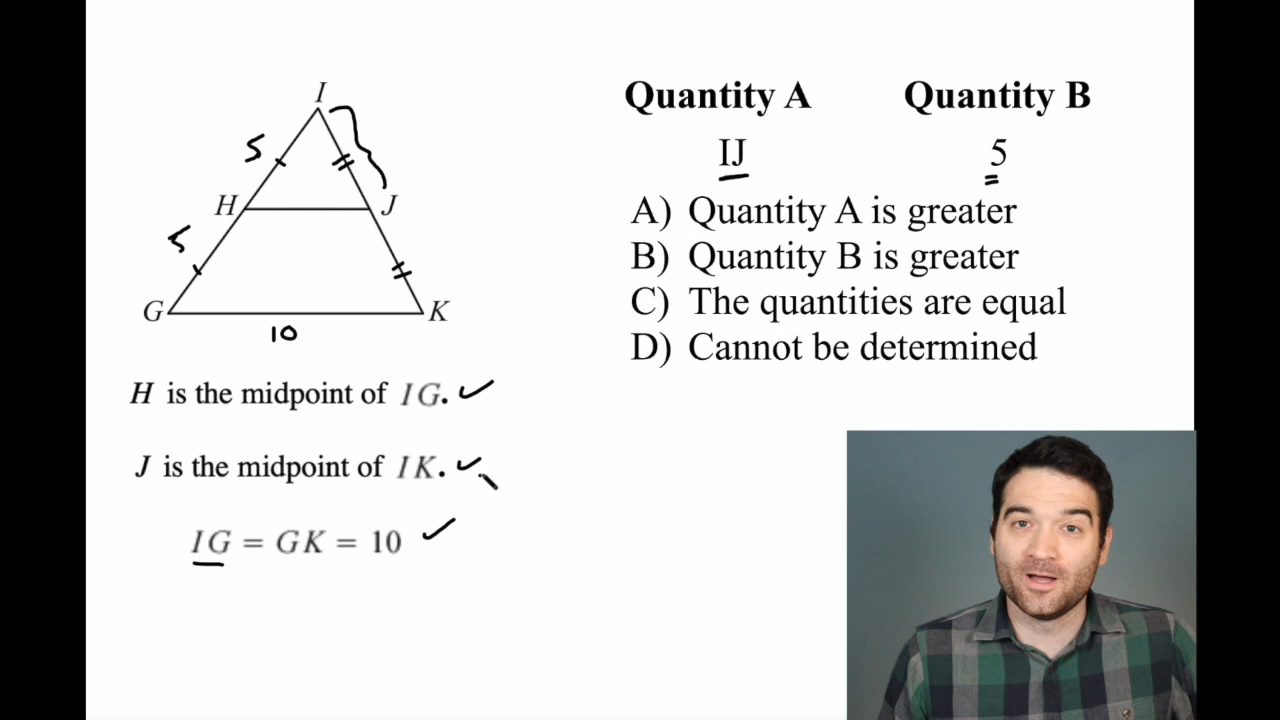 Quantity A Quantity B
IJ 5
A) Quantity A is greater
B) Quantity B is greater
C) The quantities are equal
D) Cannot be determined
I
5
H J
5
G K
10
H is the midpoint of IG.
J is the midpoint of IK.
IG = GK = 10